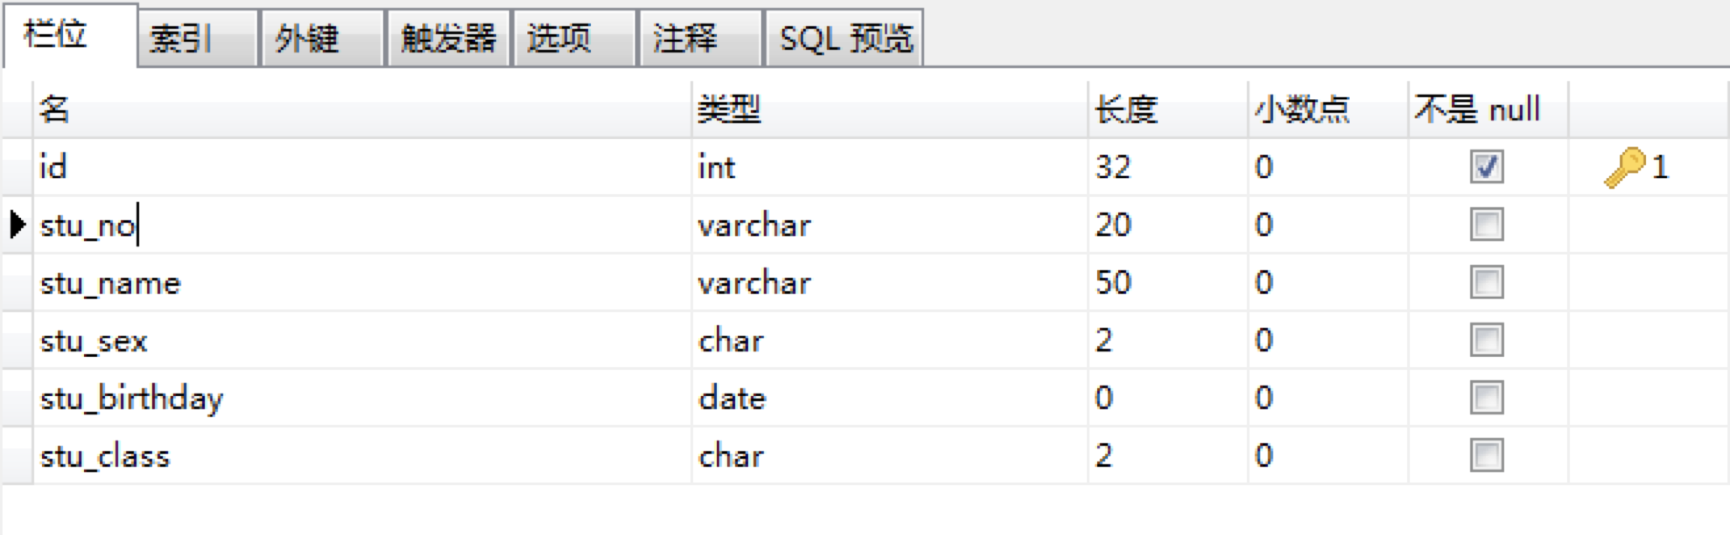 栏位 索引 外键 触发器 选项 注释 SQL 预览
名 类型 长度 小数点 不是 null
id int 32 0 1
stu_no varchar 20 0
stu_name varchar 50 0
stu_sex char 2 0
stu_birthday date 0 0
stu_class char 2 0